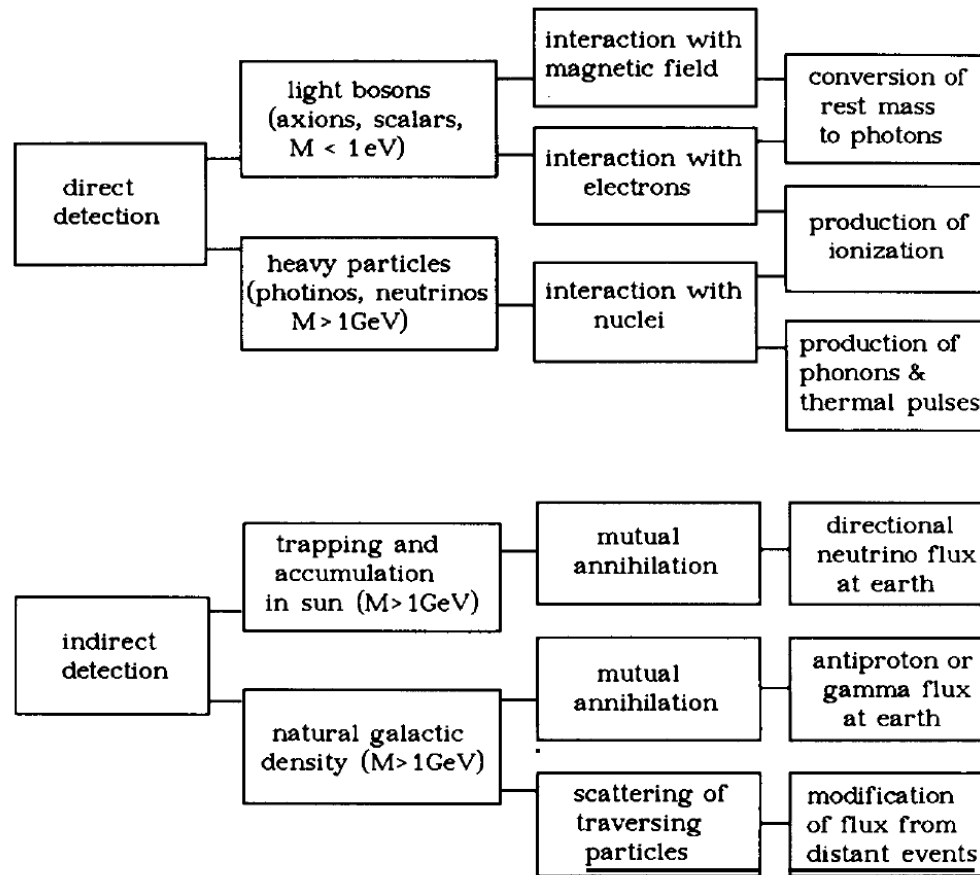 direct
detection
light bosons
(axions, scalars,
M < 1eV)
heavy particles
(photinos, neutrinos
M> 1GeV)
interaction with
magnetic field
interaction with
electrons
interaction with
nuclei
conversion of
rest mass
to photons
production of
ionization
production of
phonons &
thermal pulses
indirect
detection
trapping and
accumulation
in sun (M> 1GeV)
natural galactic
density (M> 1GeV)
mutual
annihilation
mutual
annihilation
scattering of
traversing
particles
directional
neutrino flux
at earth
antiproton or
gamma flux
at earth
modification
of flux from
distant events